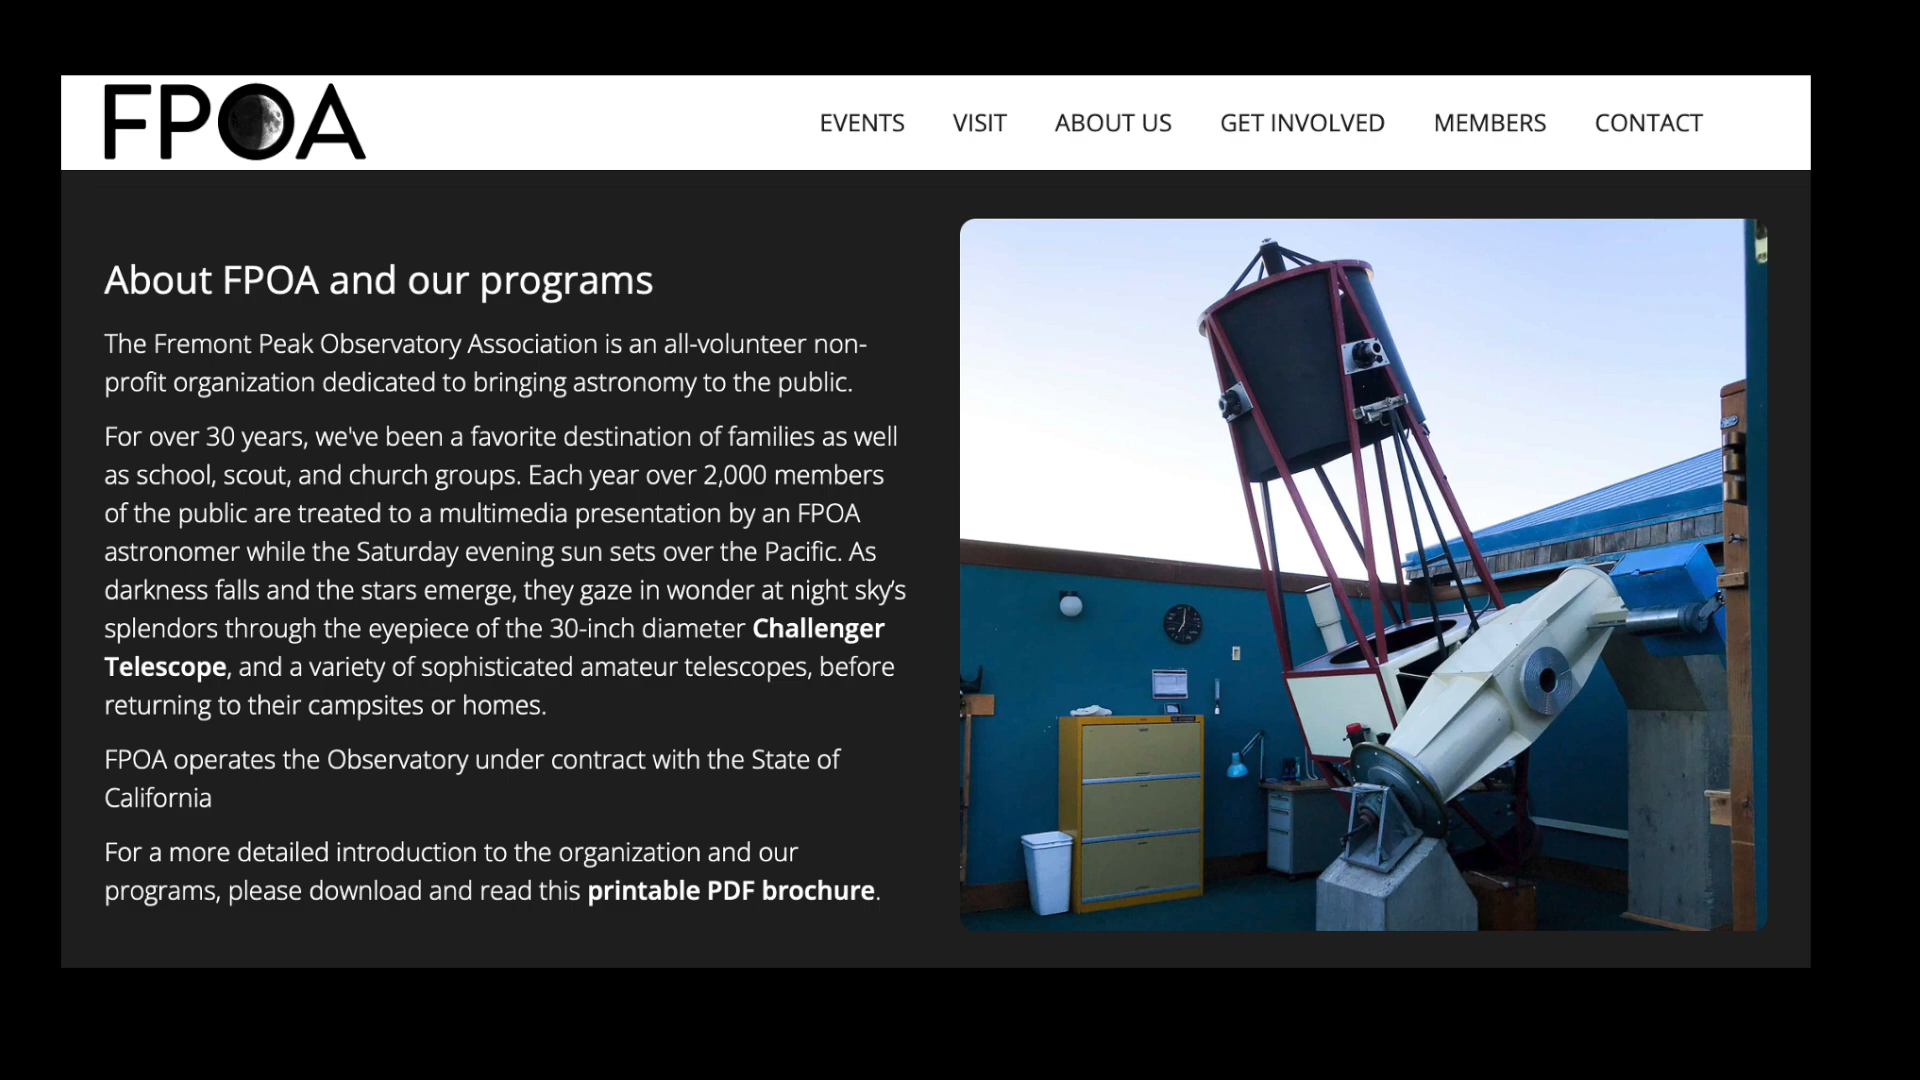 FPOA
EVENTS VISIT ABOUT US GET INVOLVED MEMBERS CONTACT
About FPOA and our programs
The Fremont Peak Observatory Association is an all-volunteer non-
profit organization dedicated to bringing astronomy to the public.
For over 30 years, we've been a favorite destination of families as well
as school, scout, and church groups. Each year over 2,000 members
of the public are treated to a multimedia presentation by an FPOA
astronomer while the Saturday evening sun sets over the Pacific. As
darkness falls and the stars emerge, they gaze in wonder at night sky’s
splendors through the eyepiece of the 30-inch diameter Challenger
Telescope, and a variety of sophisticated amateur telescopes, before
returning to their campsites or homes.
FPOA operates the Observatory under contract with the State of
California
For a more detailed introduction to the organization and our
programs, please download and read this printable PDF brochure.